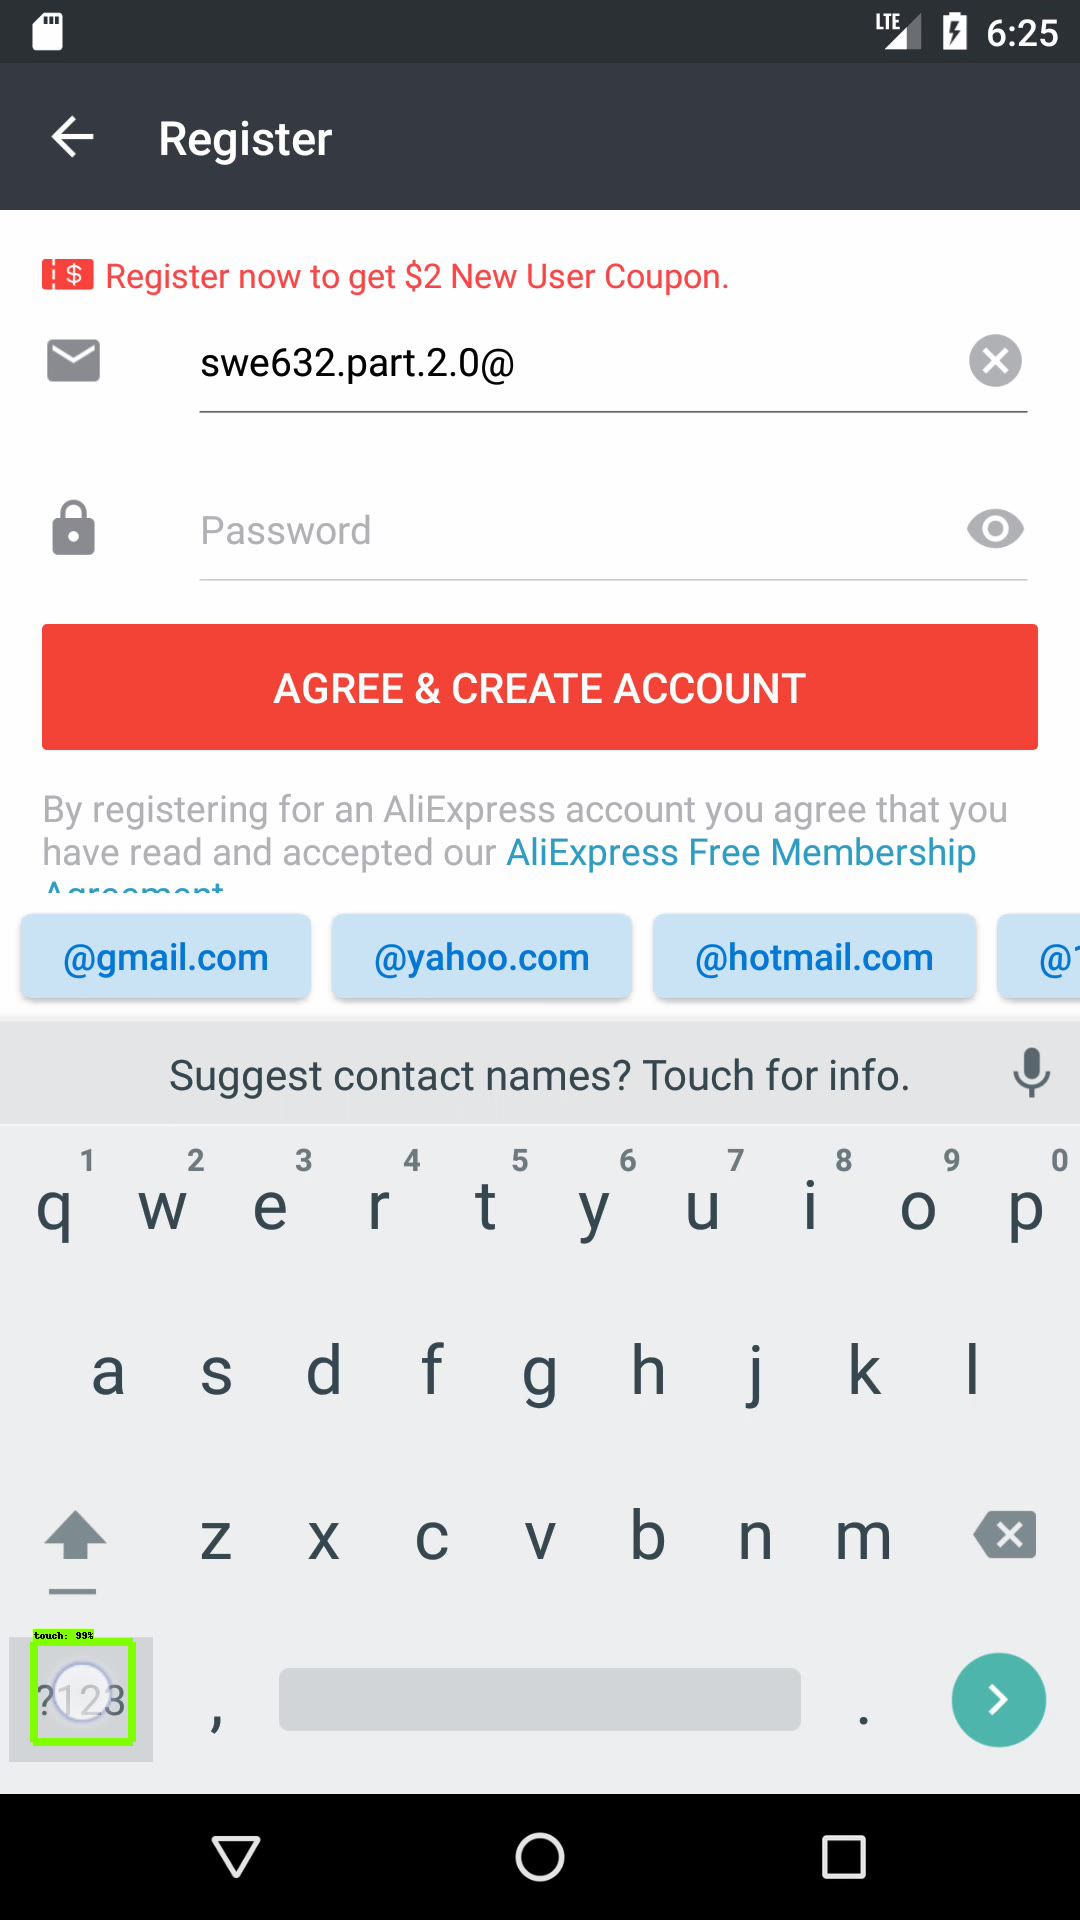 LTE 6:25
Register
$ Register now to get $2 New User Coupon.
swe632.part.2.0@
Password
AGREE & CREATE ACCOUNT
By registering for an AliExpress account you agree that you
have read and accepted our AliExpress Free Membership
Agreement
@gmail.com @yahoo.com @hotmail.com @1
Suggest contact names? Touch for info.
1 2 3 4 5 6 7 8 9 0
q w e r t y u i o p
a s d f g h j k l
z x c v b n m
touch: 99%
?123 , .